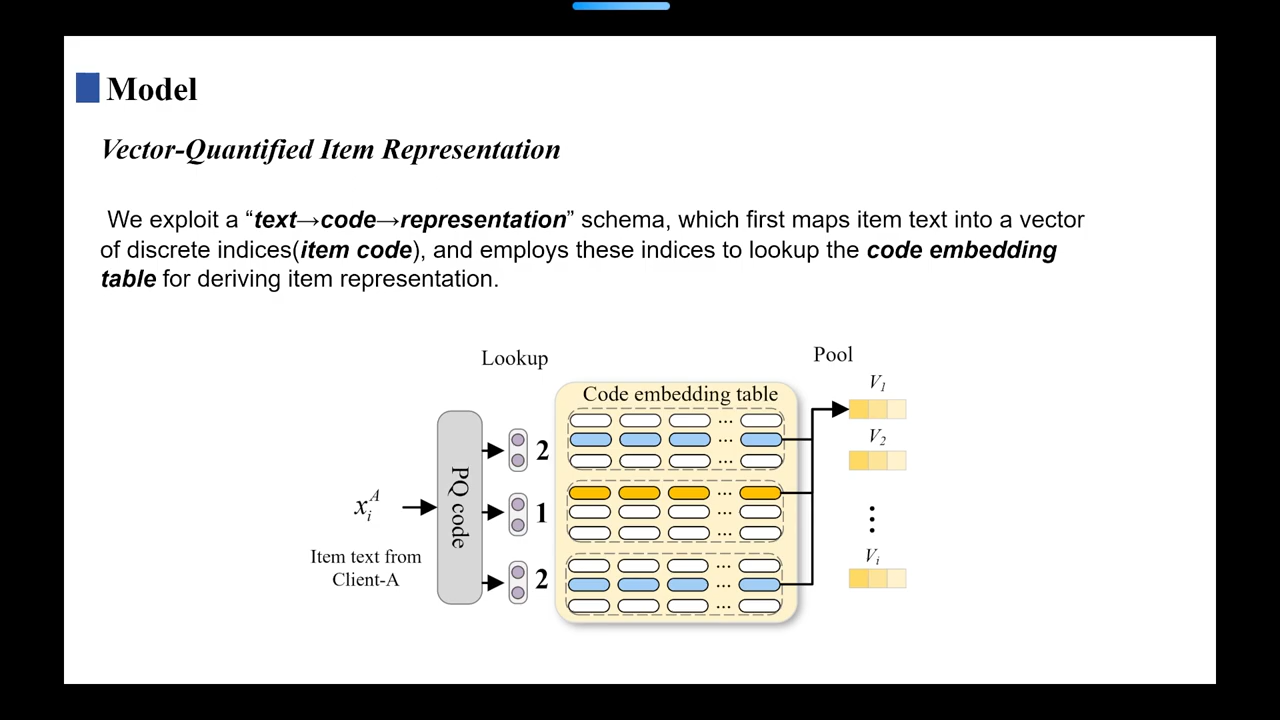 Model
Vector-Quantified Item Representation
We exploit a “text→code→representation” schema, which first maps item text into a vector
of discrete indices(item code), and employs these indices to lookup the code embedding
table for deriving item representation.
Lookup
Pool
Code embedding table
PQ code
x_i^A
Item text from
Client-A
2
1
2
...
...
...
...
...
...
...
...
...
V1
V2
⋮
Vi